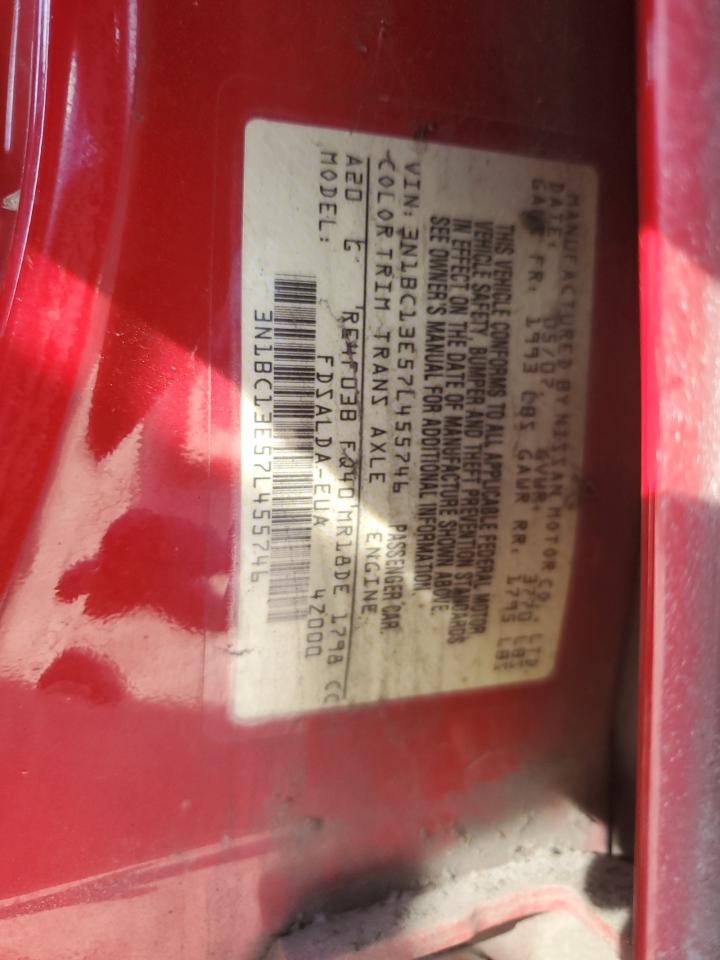 MANUFACTURED BY NISSAN MOTOR CO., LTD.
DATE: 05/07 GVWR: 3770 LBS
GAWR FR: 1993 LBS GAWR RR: 1795 LBS
THIS VEHICLE CONFORMS TO ALL APPLICABLE FEDERAL MOTOR
VEHICLE SAFETY, BUMPER AND THEFT PREVENTION STANDARDS
IN EFFECT ON THE DATE OF MANUFACTURE SHOWN ABOVE.
SEE OWNER'S MANUAL FOR ADDITIONAL INFORMATION.
VIN: 3N1BC13E57L455746 PASSENGER CAR
COLOR TRIM TRANS AXLE ENGINE
A20 G RE4F03B FQ40 MR18DE 1798 CC
MODEL: FDSALDA-EUA 42000
3N1BC13E57L455746